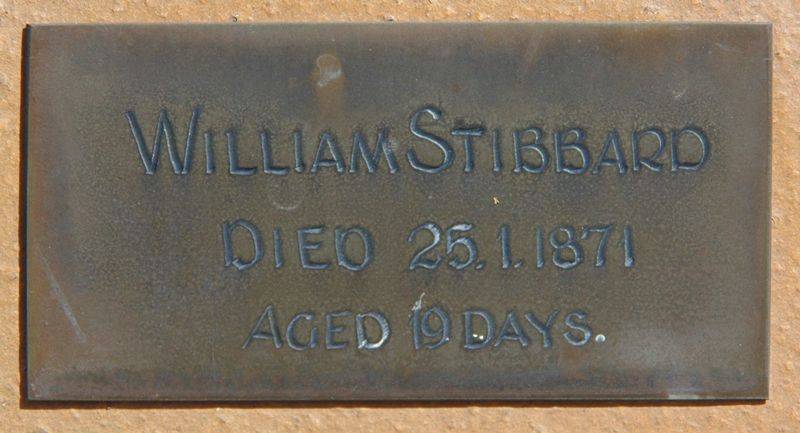 William Stibbard
Died 25.1.1871
Aged 19 Days.